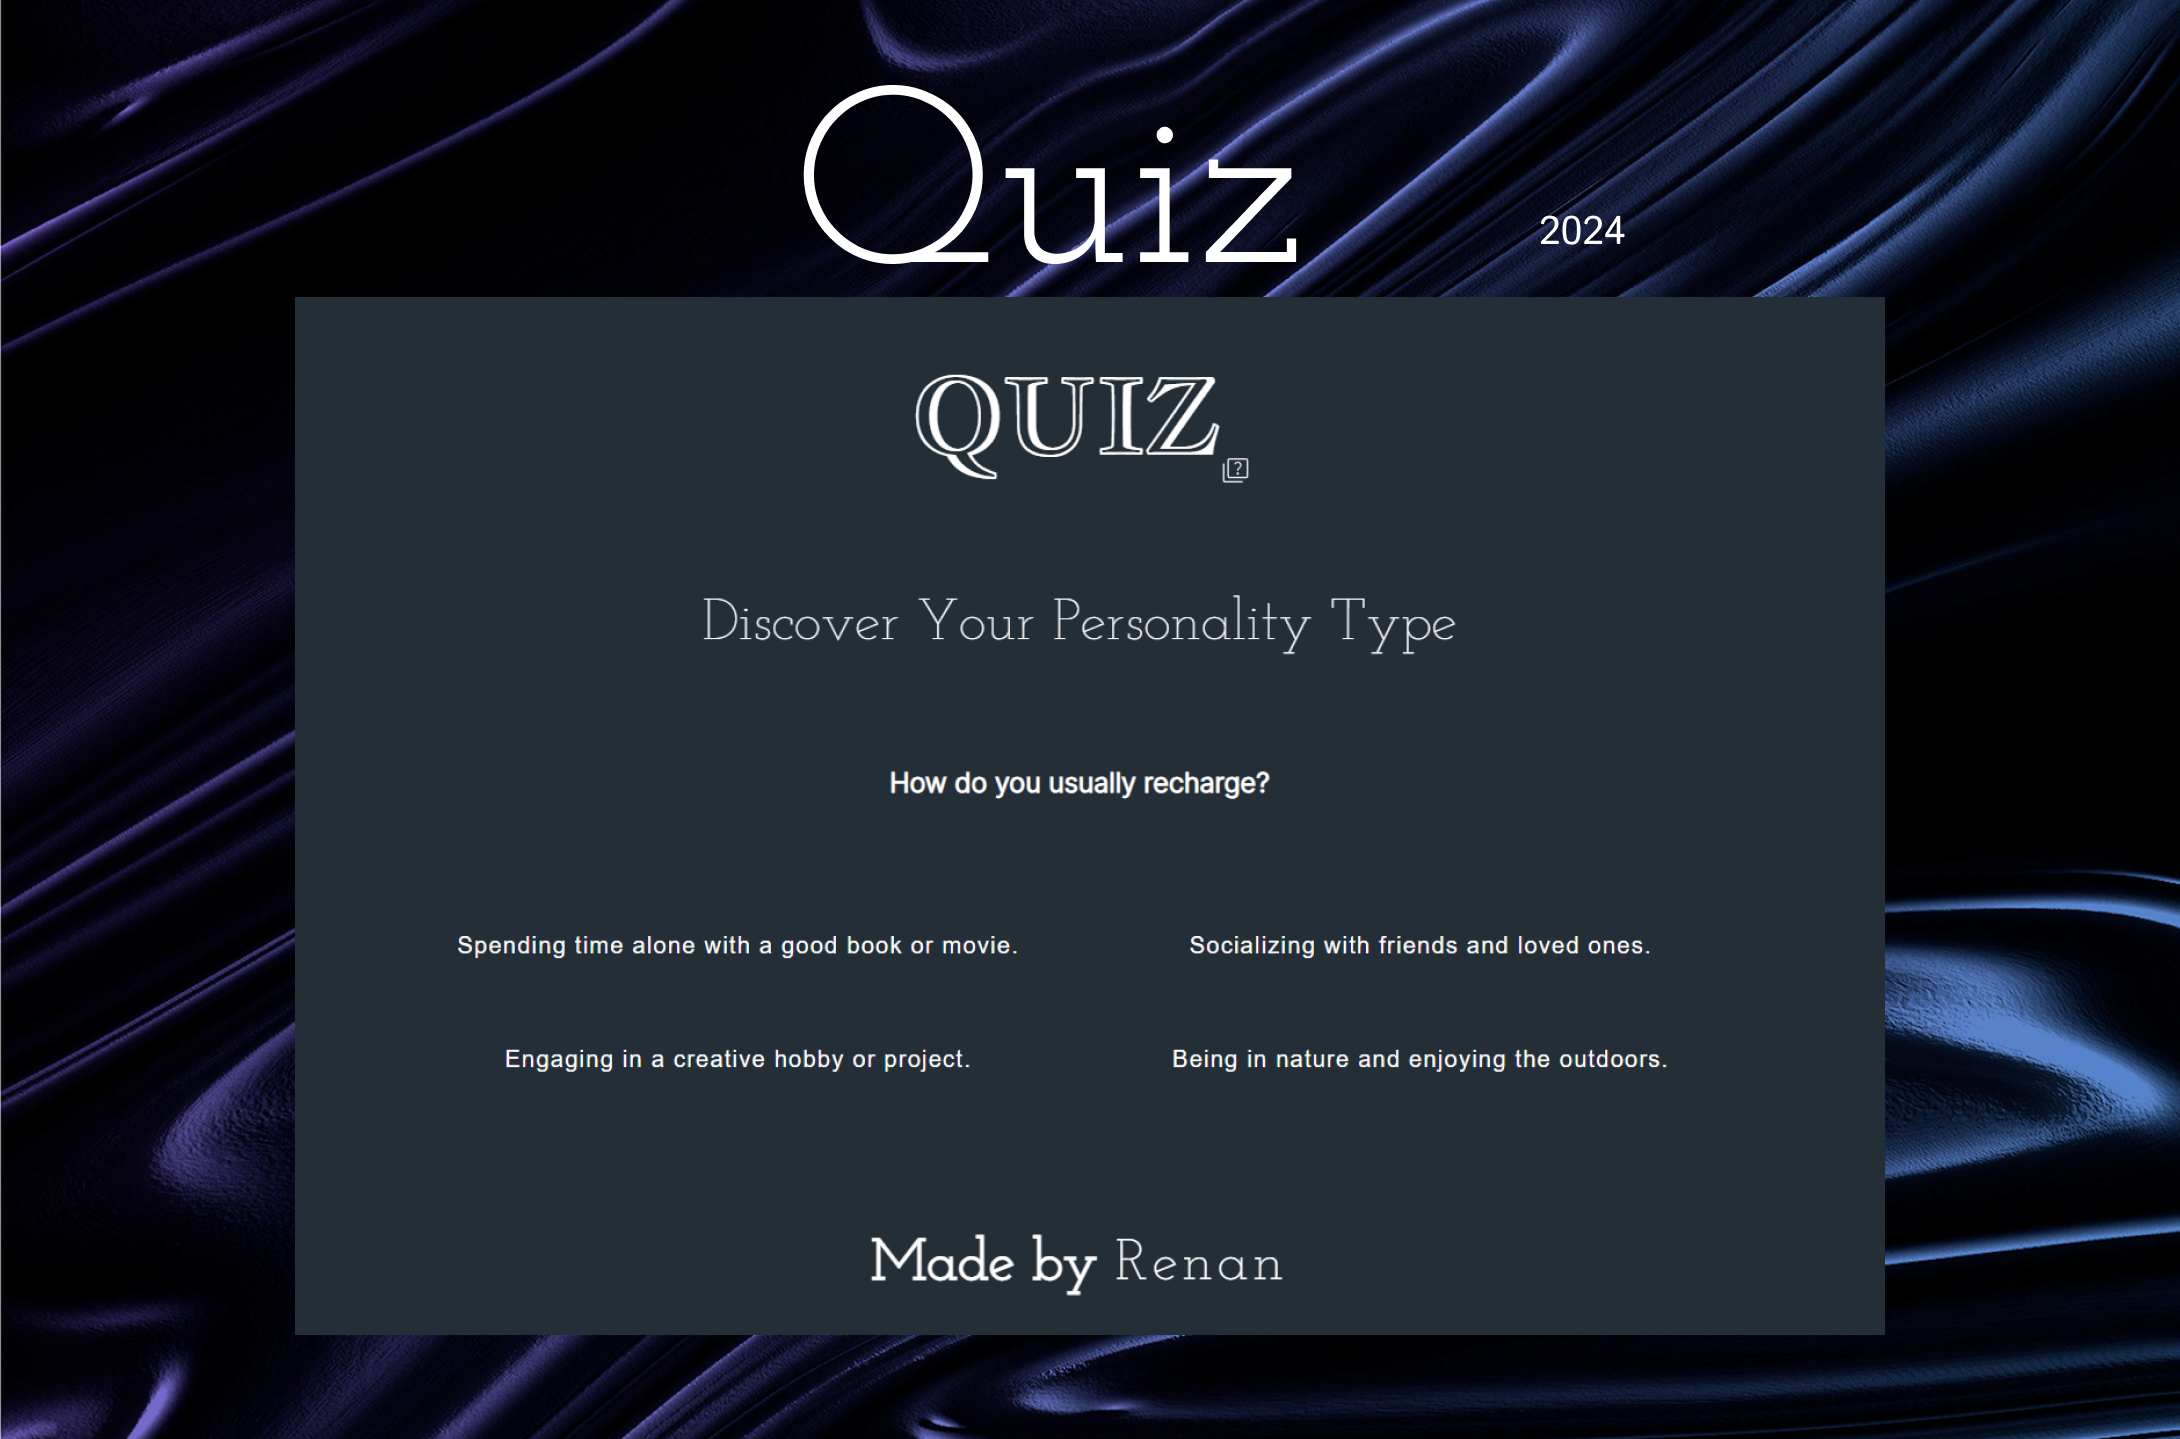 Quiz
2024
QUIZ
?
Discover Your Personality Type
How do you usually recharge?
Spending time alone with a good book or movie.
Socializing with friends and loved ones.
Engaging in a creative hobby or project.
Being in nature and enjoying the outdoors.
Made by Renan